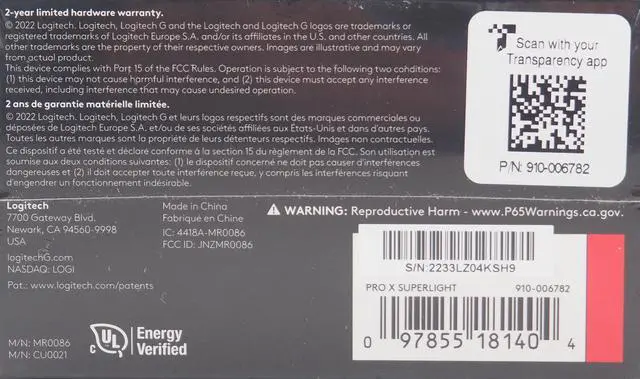 2-year limited hardware warranty.
© 2022 Logitech. Logitech, Logitech G and the Logitech and Logitech G logos are trademarks or
registered trademarks of Logitech Europe S.A. and/or its affiliates in the U.S. and other countries. All
other trademarks are the property of their respective owners. Images are illustrative and may vary
from actual product.
This device complies with Part 15 of the FCC Rules. Operation is subject to the following two conditions:
(1) this device may not cause harmful interference, and (2) this device must accept any interference
received, including interference that may cause undesired operation.
2 ans de garantie matérielle limitée.
© 2022 Logitech. Logitech, Logitech G et leurs logos respectifs sont des marques commerciales ou
déposées de Logitech Europe S.A. et/ou de ses sociétés affiliées aux États-Unis et dans d'autres pays.
Toutes les autres marques sont la propriété de leurs détenteurs respectifs. Images non contractuelles.
Ce dispositif a été testé et déclaré conforme à la section 15 du règlement de la FCC. Son utilisation est
soumise aux deux conditions suivantes: (1) le dispositif concerné ne doit pas causer d'interférences
dangereuses et (2) il doit accepter toute interférence reçue, y compris les interférences risquant
d'engendrer un fonctionnement indésirable.
Scan with your
Transparency app
P/N: 910-006782
Logitech
7700 Gateway Blvd.
Newark, CA 94560-9998
USA
logitechG.com
NASDAQ: LOGI
Pat.: www.logitech.com/patents
M/N: MR0086
M/N: CU0021
Made in China
Fabriqué en Chine
IC: 4418A-MR0086
FCC ID: JNZMR0086
c UL ®
Energy
Verified
WARNING: Reproductive Harm - www.P65Warnings.ca.gov.
S/N:2233LZ04KSH9
PRO X SUPERLIGHT 910-006782
0 97855 18140 4